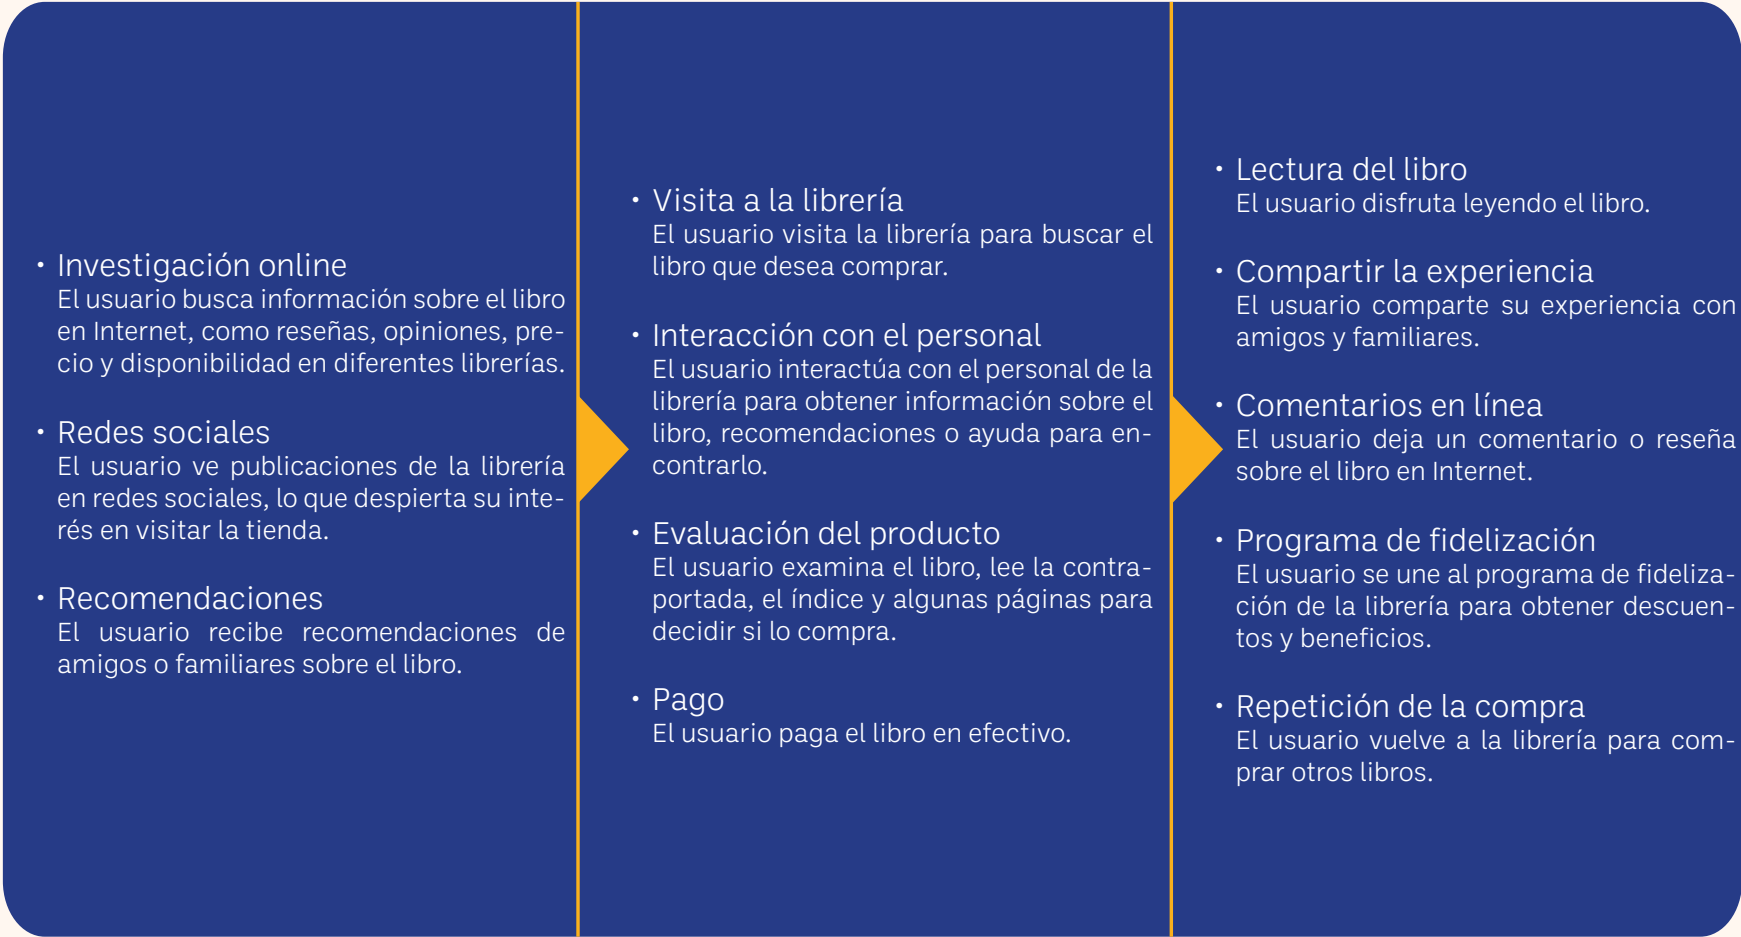 • Investigación online
El usuario busca información sobre el libro
en Internet, como reseñas, opiniones, pre-
cio y disponibilidad en diferentes librerías.
• Redes sociales
El usuario ve publicaciones de la librería
en redes sociales, lo que despierta su inte-
rés en visitar la tienda.
• Recomendaciones
El usuario recibe recomendaciones de
amigos o familiares sobre el libro.
• Visita a la librería
El usuario visita la librería para buscar el
libro que desea comprar.
• Interacción con el personal
El usuario interactúa con el personal de la
librería para obtener información sobre el
libro, recomendaciones o ayuda para en-
contrarlo.
• Evaluación del producto
El usuario examina el libro, lee la contra-
portada, el índice y algunas páginas para
decidir si lo compra.
• Pago
El usuario paga el libro en efectivo.
• Lectura del libro
El usuario disfruta leyendo el libro.
• Compartir la experiencia
El usuario comparte su experiencia con
amigos y familiares.
• Comentarios en línea
El usuario deja un comentario o reseña
sobre el libro en Internet.
• Programa de fidelización
El usuario se une al programa de fideliza-
ción de la librería para obtener descuen-
tos y beneficios.
• Repetición de la compra
El usuario vuelve a la librería para com-
prar otros libros.